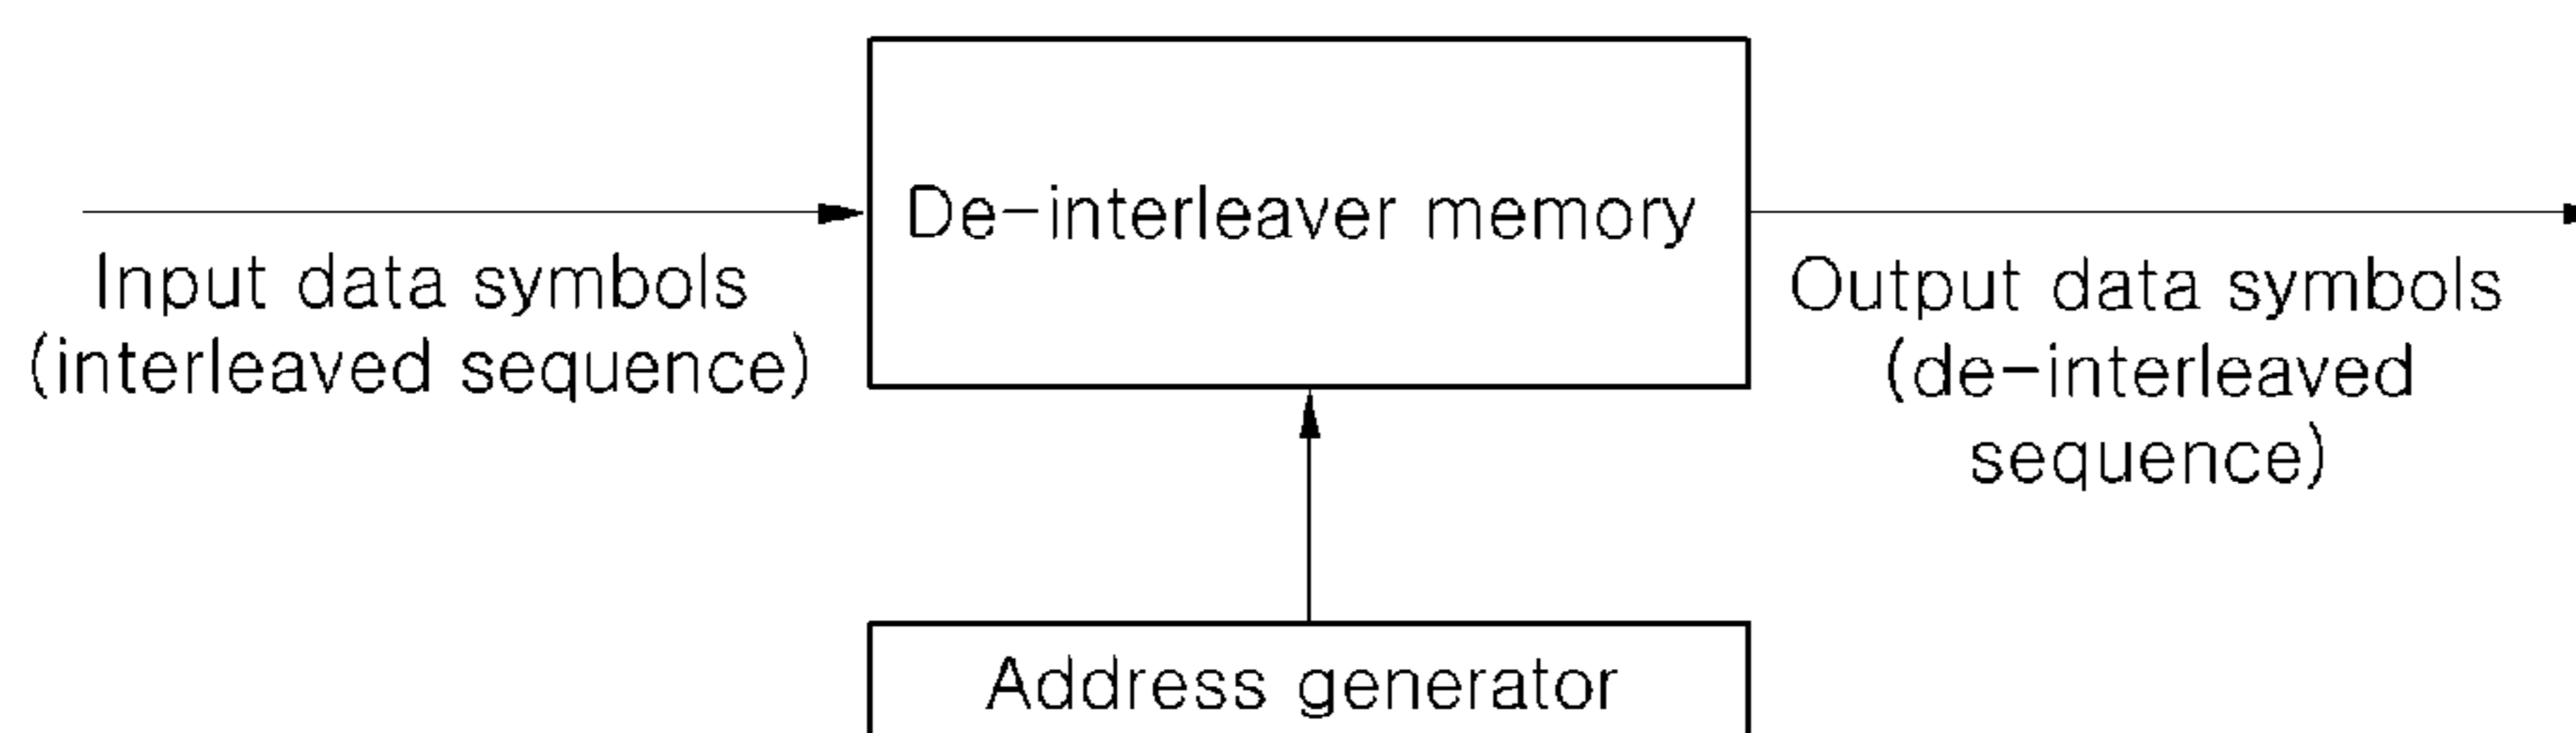 De-interleaver memory
Input data symbols
(interleaved sequence)
Output data symbols
(de-interleaved
sequence)
Address generator